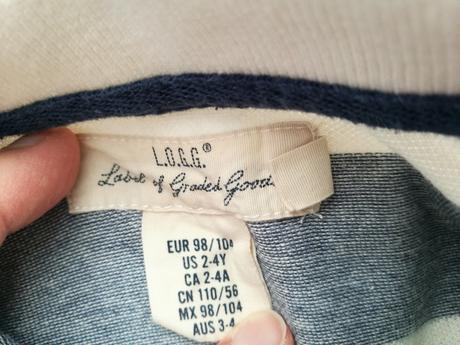 L.O.G.G.®
Label of Graded Good
EUR 98/104
US 2-4Y
CA 2-4A
CN 110/56
MX 98/104
AUS 3-4